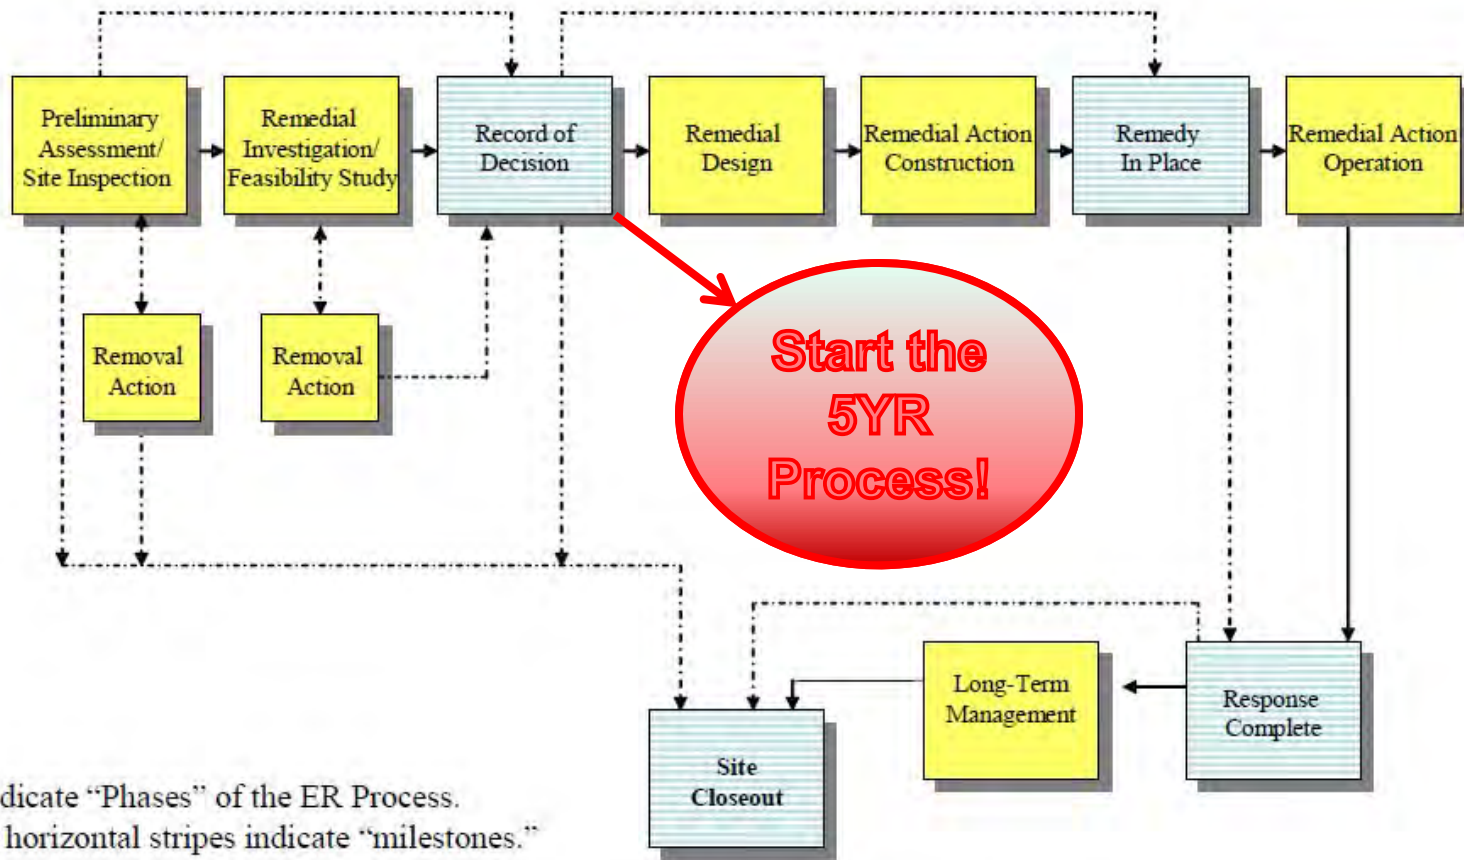 Preliminary
Assessment/
Site Inspection
Remedial
Investigation/
Feasibility Study
Record of
Decision
Remedial
Design
Remedial Action
Construction
Remedy
In Place
Remedial Action
Operation
Removal
Action
Removal
Action
Start the
5YR
Process!
Long-Term
Management
Response
Complete
Site
Closeout
dicate “Phases” of the ER Process.
horizontal stripes indicate “milestones.”